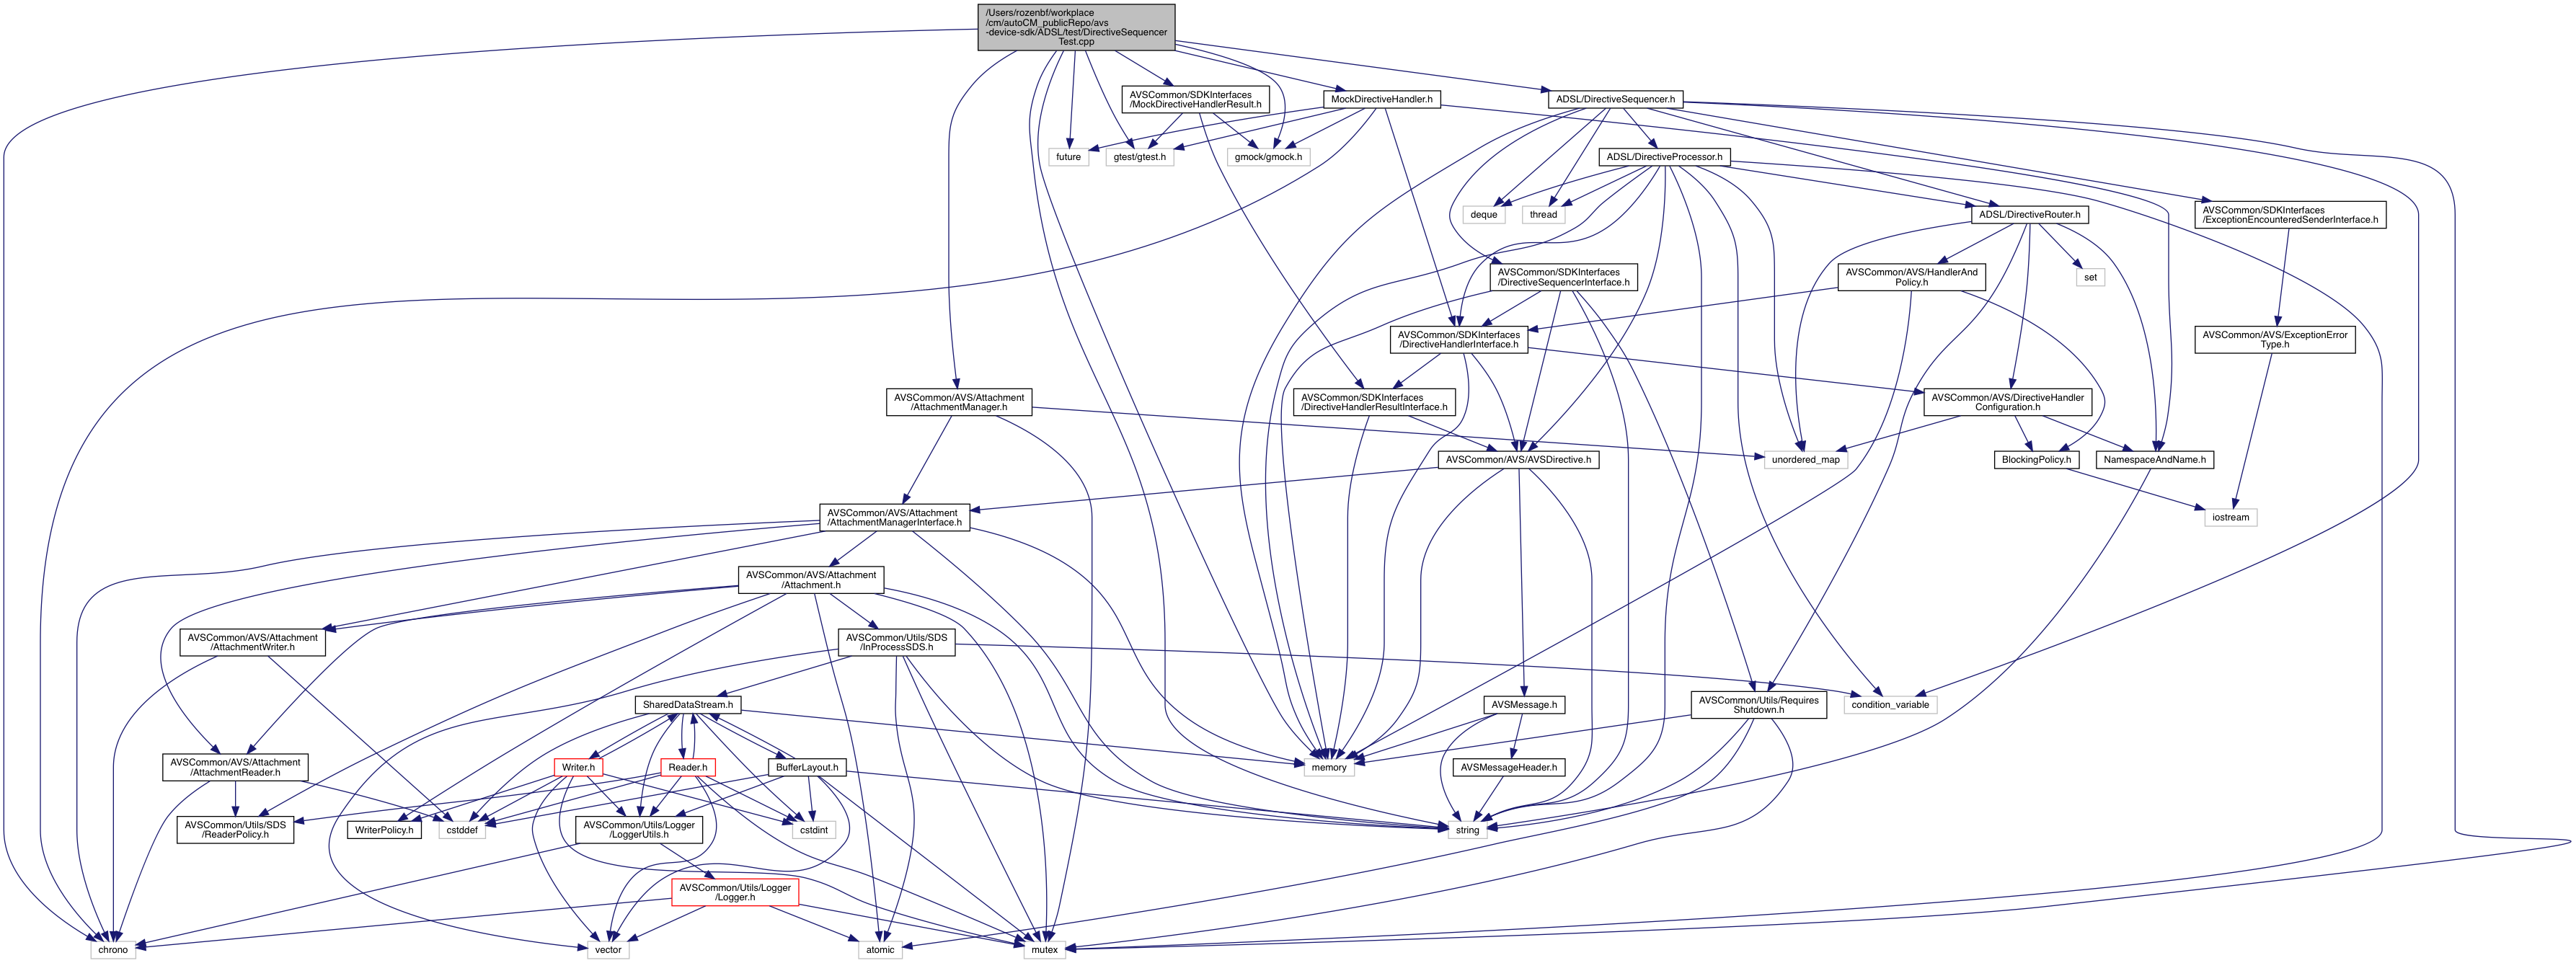 /Users/rozenbf/workplace
/cm/autoCM_publicRepo/avs
-device-sdk/ADSL/test/DirectiveSequencer
Test.cpp
AVSCommon/SDKInterfaces
/MockDirectiveHandlerResult.h
MockDirectiveHandler.h
ADSL/DirectiveSequencer.h
future
gtest/gtest.h
gmock/gmock.h
ADSL/DirectiveProcessor.h
deque
thread
ADSL/DirectiveRouter.h
AVSCommon/SDKInterfaces
/ExceptionEncounteredSenderInterface.h
AVSCommon/SDKInterfaces
/DirectiveSequencerInterface.h
AVSCommon/AVS/HandlerAnd
Policy.h
set
AVSCommon/SDKInterfaces
/DirectiveHandlerInterface.h
AVSCommon/AVS/ExceptionError
Type.h
AVSCommon/AVS/Attachment
/AttachmentManager.h
AVSCommon/SDKInterfaces
/DirectiveHandlerResultInterface.h
AVSCommon/AVS/DirectiveHandler
Configuration.h
AVSCommon/AVS/AVSDirective.h
unordered_map
BlockingPolicy.h
NamespaceAndName.h
AVSCommon/AVS/Attachment
/AttachmentManagerInterface.h
iostream
AVSCommon/AVS/Attachment
/Attachment.h
AVSCommon/AVS/Attachment
/AttachmentWriter.h
AVSCommon/Utils/SDS
/InProcessSDS.h
SharedDataStream.h
AVSMessage.h
AVSCommon/Utils/Requires
Shutdown.h
condition_variable
AVSCommon/AVS/Attachment
/AttachmentReader.h
Writer.h
Reader.h
BufferLayout.h
memory
AVSMessageHeader.h
AVSCommon/Utils/SDS
/ReaderPolicy.h
WriterPolicy.h
cstddef
AVSCommon/Utils/Logger
/LoggerUtils.h
cstdint
string
AVSCommon/Utils/Logger
/Logger.h
chrono
vector
atomic
mutex